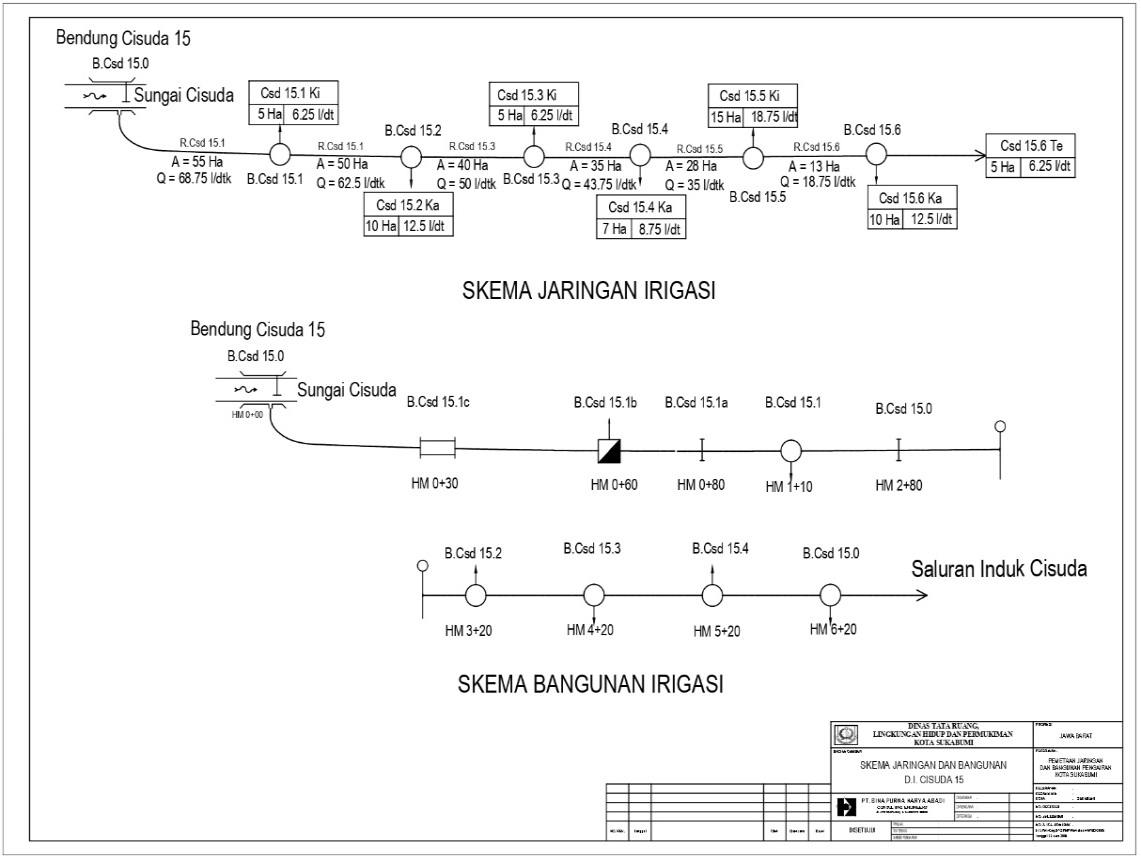 Bendung Cisuda 15
B.Csd 15.0
Sungai Cisuda
Csd 15.1 Ki
5 Ha 6.25 l/dt
Csd 15.3 Ki
5 Ha 6.25 l/dt
Csd 15.5 Ki
15 Ha 18.75 l/dt
B.Csd 15.2
B.Csd 15.4
B.Csd 15.6
R.Csd 15.1
A = 55 Ha
Q = 68.75 l/dtk
B.Csd 15.1
R.Csd 15.1
A = 50 Ha
Q = 62.5 l/dtk
R.Csd 15.3
A = 40 Ha
Q = 50 l/dtk
B.Csd 15.3
R.Csd 15.4
A = 35 Ha
Q = 43.75 l/dtk
R.Csd 15.5
A = 28 Ha
Q = 35 l/dtk
B.Csd 15.5
R.Csd 15.6
A = 13 Ha
Q = 18.75 l/dtk
Csd 15.6 Te
5 Ha 6.25 l/dt
Csd 15.2 Ka
10 Ha 12.5 l/dt
Csd 15.4 Ka
7 Ha 8.75 l/dt
Csd 15.6 Ka
10 Ha 12.5 l/dt
SKEMA JARINGAN IRIGASI
Bendung Cisuda 15
B.Csd 15.0
Sungai Cisuda
HM 0+00
B.Csd 15.1c
B.Csd 15.1b
B.Csd 15.1a
B.Csd 15.1
B.Csd 15.0
HM 0+30
HM 0+60
HM 0+80
HM 1+10
HM 2+80
B.Csd 15.2
B.Csd 15.3
B.Csd 15.4
B.Csd 15.0
Saluran Induk Cisuda
HM 3+20
HM 4+20
HM 5+20
HM 6+20
SKEMA BANGUNAN IRIGASI
DINAS TATA RUANG,
LINGKUNGAN HIDUP DAN PERMUKIMAN
KOTA SUKABUMI
JAWA BARAT
SKEMA JARINGAN DAN BANGUNAN
D.I. CISUDA 15
PEMETAAN JARINGAN
DAN BANGUNAN PENGAIRAN
KOTA SUKABUMI
PT. BINA PURNA KARYA ABADI
DISETUJUI